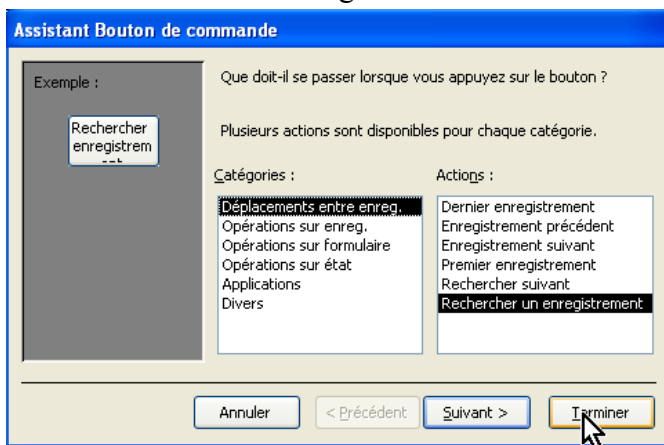 Assistant Bouton de commande
Exemple :
Rechercher
enregistrem
Que doit-il se passer lorsque vous appuyez sur le bouton ?
Plusieurs actions sont disponibles pour chaque catégorie.
Catégories :
Déplacements entre enreg.
Opérations sur enreg.
Opérations sur formulaire
Opérations sur état
Applications
Divers
Actions :
Dernier enregistrement
Enregistrement précédent
Enregistrement suivant
Premier enregistrement
Rechercher suivant
Rechercher un enregistrement
Annuler
< Précédent
Suivant >
Terminer